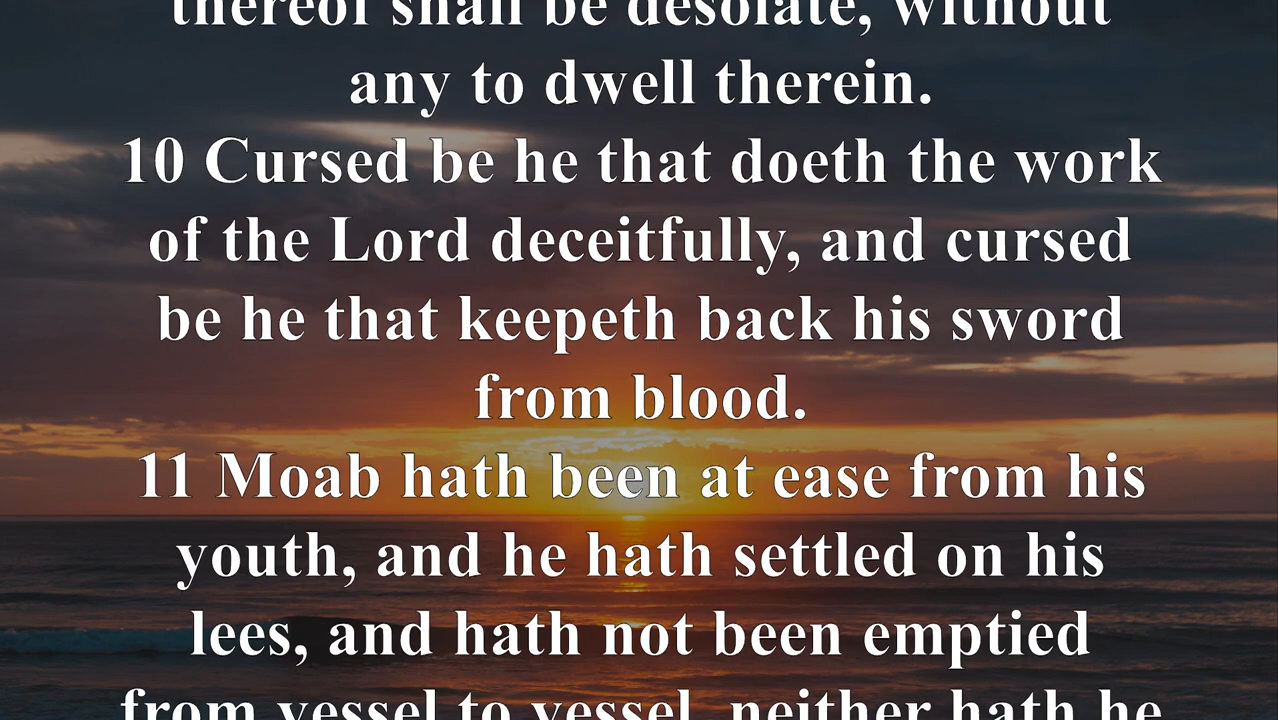 thereof shall be desolate, without
any to dwell therein.
10 Cursed be he that doeth the work
of the Lord deceitfully, and cursed
be he that keepeth back his sword
from blood.
11 Moab hath been at ease from his
youth, and he hath settled on his
lees, and hath not been emptied
from vessel to vessel, neither hath he